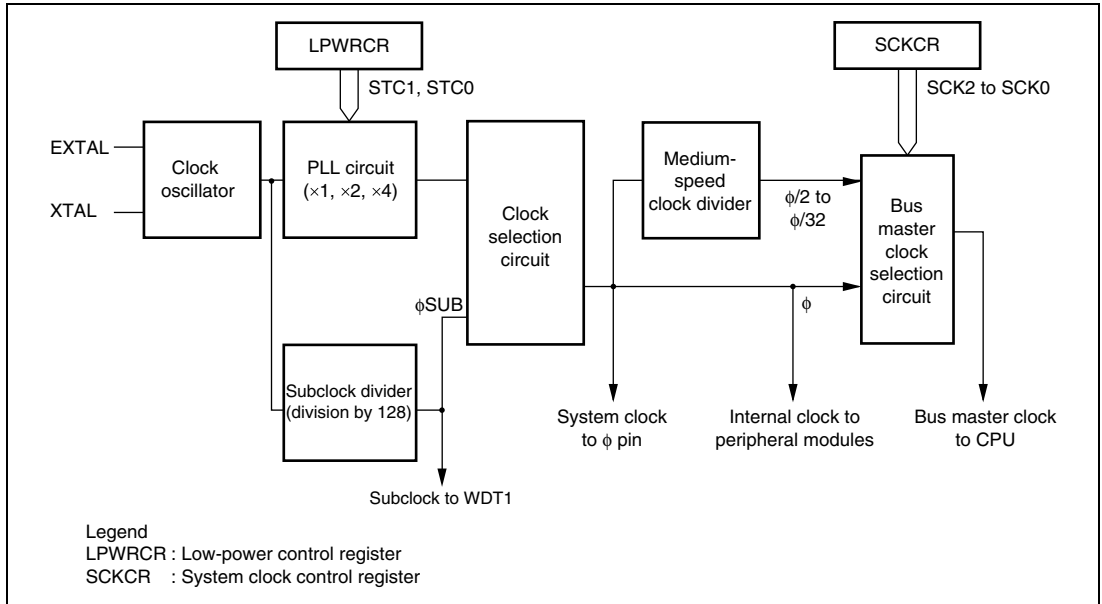 LPWRCR
SCKCR
STC1, STC0
SCK2 to SCK0
EXTAL
XTAL
Clock
oscillator
PLL circuit
(×1, ×2, ×4)
Clock
selection
circuit
Medium-
speed
clock divider
ϕ/2 to
ϕ/32
Bus
master
clock
selection
circuit
ϕSUB
ϕ
Subclock divider
(division by 128)
System clock
to ϕ pin
Internal clock to
peripheral modules
Bus master clock
to CPU
Subclock to WDT1
Legend
LPWRCR : Low-power control register
SCKCR : System clock control register